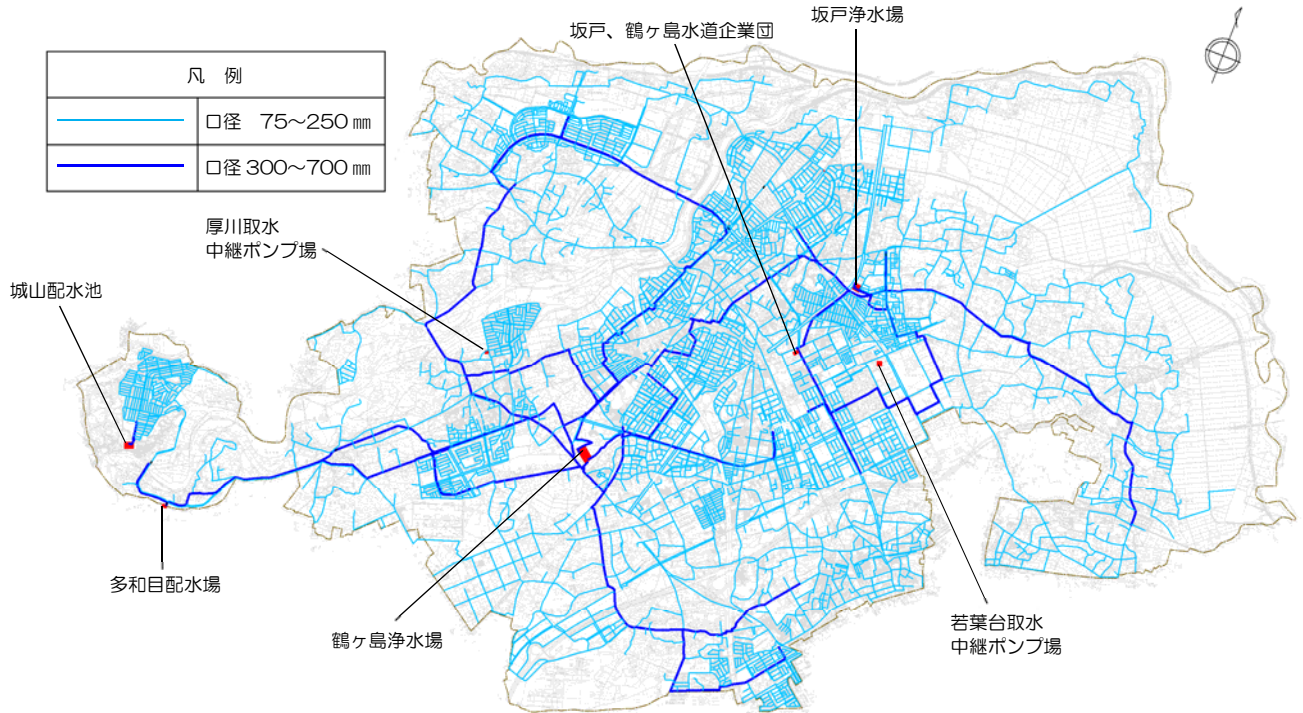 坂戸浄水場
坂戸、鶴ヶ島水道企業団
凡 例
口径 75～250㎜
口径300～700㎜
厚川取水
中継ポンプ場
城山配水池
多和目配水場
鶴ヶ島浄水場
若葉台取水
中継ポンプ場